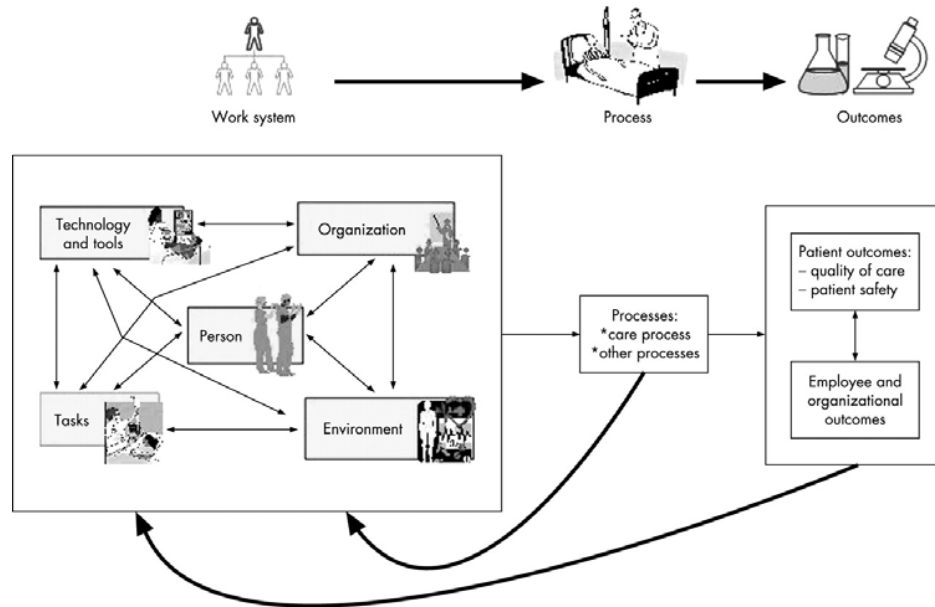 Work system
Process
Outcomes
Technology
and tools
Organization
Person
Tasks
Environment
Processes:
*care process
*other processes
Patient outcomes:
– quality of care
– patient safety
Employee and
organizational
outcomes